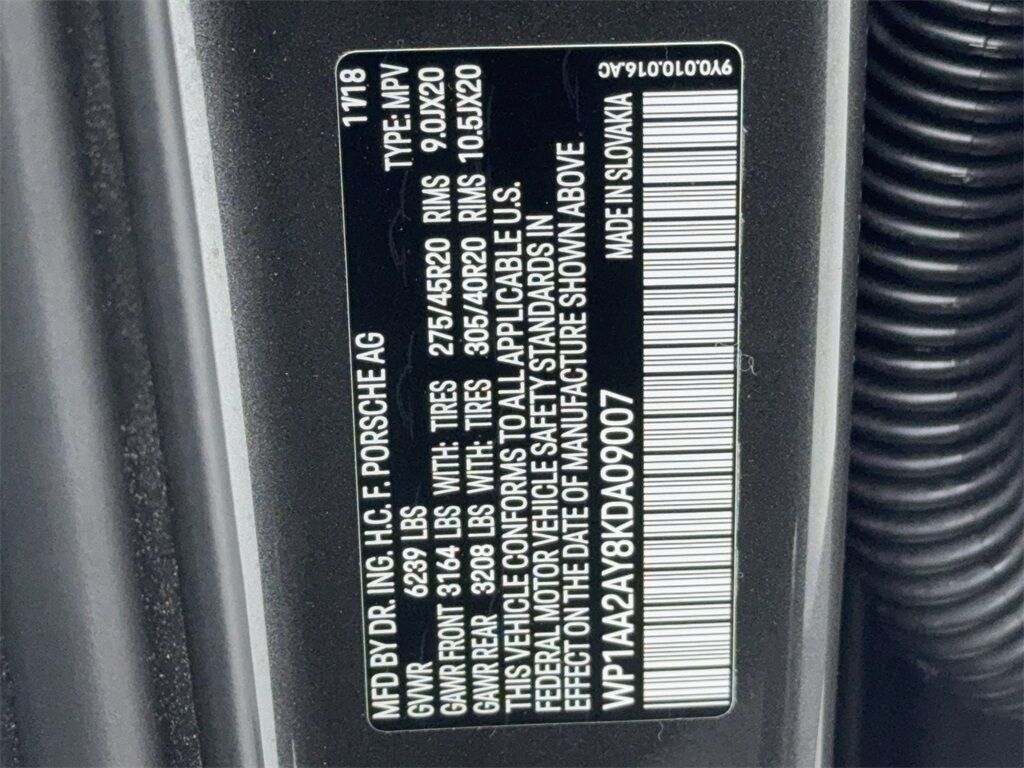 MFD BY DR. ING. H.C. F. PORSCHE AG 11/18
GVWR 6239 LBS TYPE: MPV
GAWR FRONT 3164 LBS WITH: TIRES 275/45R20 RIMS 9.0JX20
GAWR REAR 3208 LBS WITH: TIRES 305/40R20 RIMS 10.5JX20
THIS VEHICLE CONFORMS TO ALL APPLICABLE U.S.
FEDERAL MOTOR VEHICLE SAFETY STANDARDS IN
EFFECT ON THE DATE OF MANUFACTURE SHOWN ABOVE
WP1AA2AY8KDA09007 MADE IN SLOVAKIA
9Y0.010.016.AC